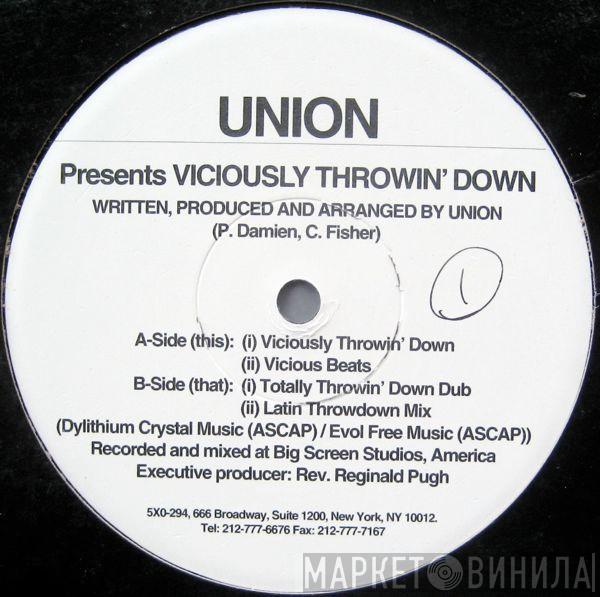 UNION
Presents VICIOUSLY THROWIN' DOWN
WRITTEN, PRODUCED AND ARRANGED BY UNION
(P. Damien, C. Fisher)
1
A-Side (this): (i) Viciously Throwin' Down
(ii) Vicious Beats
B-Side (that): (i) Totally Throwin' Down Dub
(ii) Latin Throwdown Mix
(Dylithium Crystal Music (ASCAP) / Evol Free Music (ASCAP))
Recorded and mixed at Big Screen Studios, America
Executive producer: Rev. Reginald Pugh
5X0-294, 666 Broadway, Suite 1200, New York, NY 10012.
Tel: 212-777-6676 Fax: 212-777-7167
МАРКЕТ ВИНИЛА